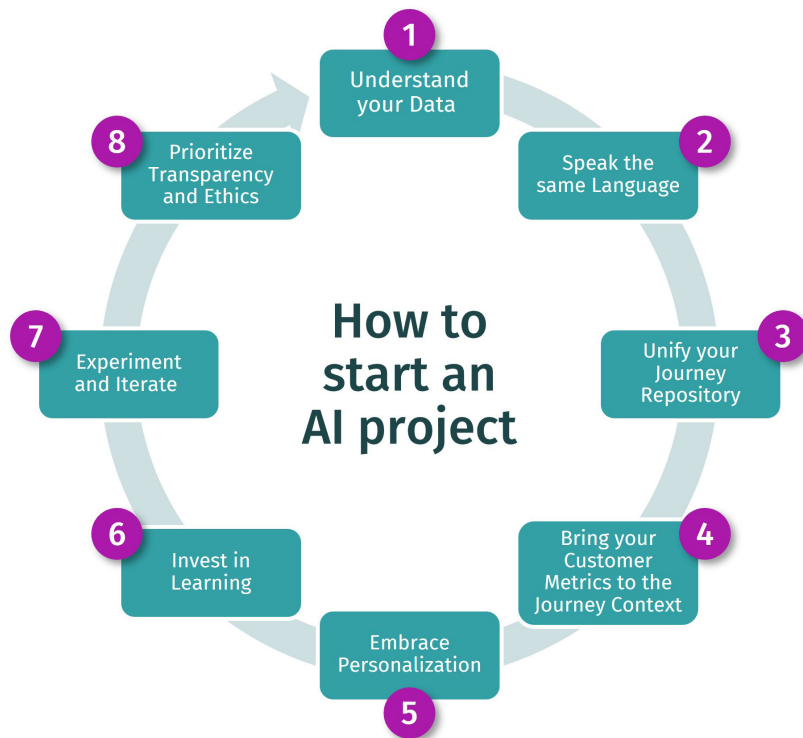 1
Understand
your Data
2
Speak the
same Language
3
Unify your
Journey
Repository
4
Bring your
Customer
Metrics to the
Journey Context
Embrace
Personalization
5
6
Invest in
Learning
7
Experiment
and Iterate
8
Prioritize
Transparency
and Ethics
How to
start an
AI project